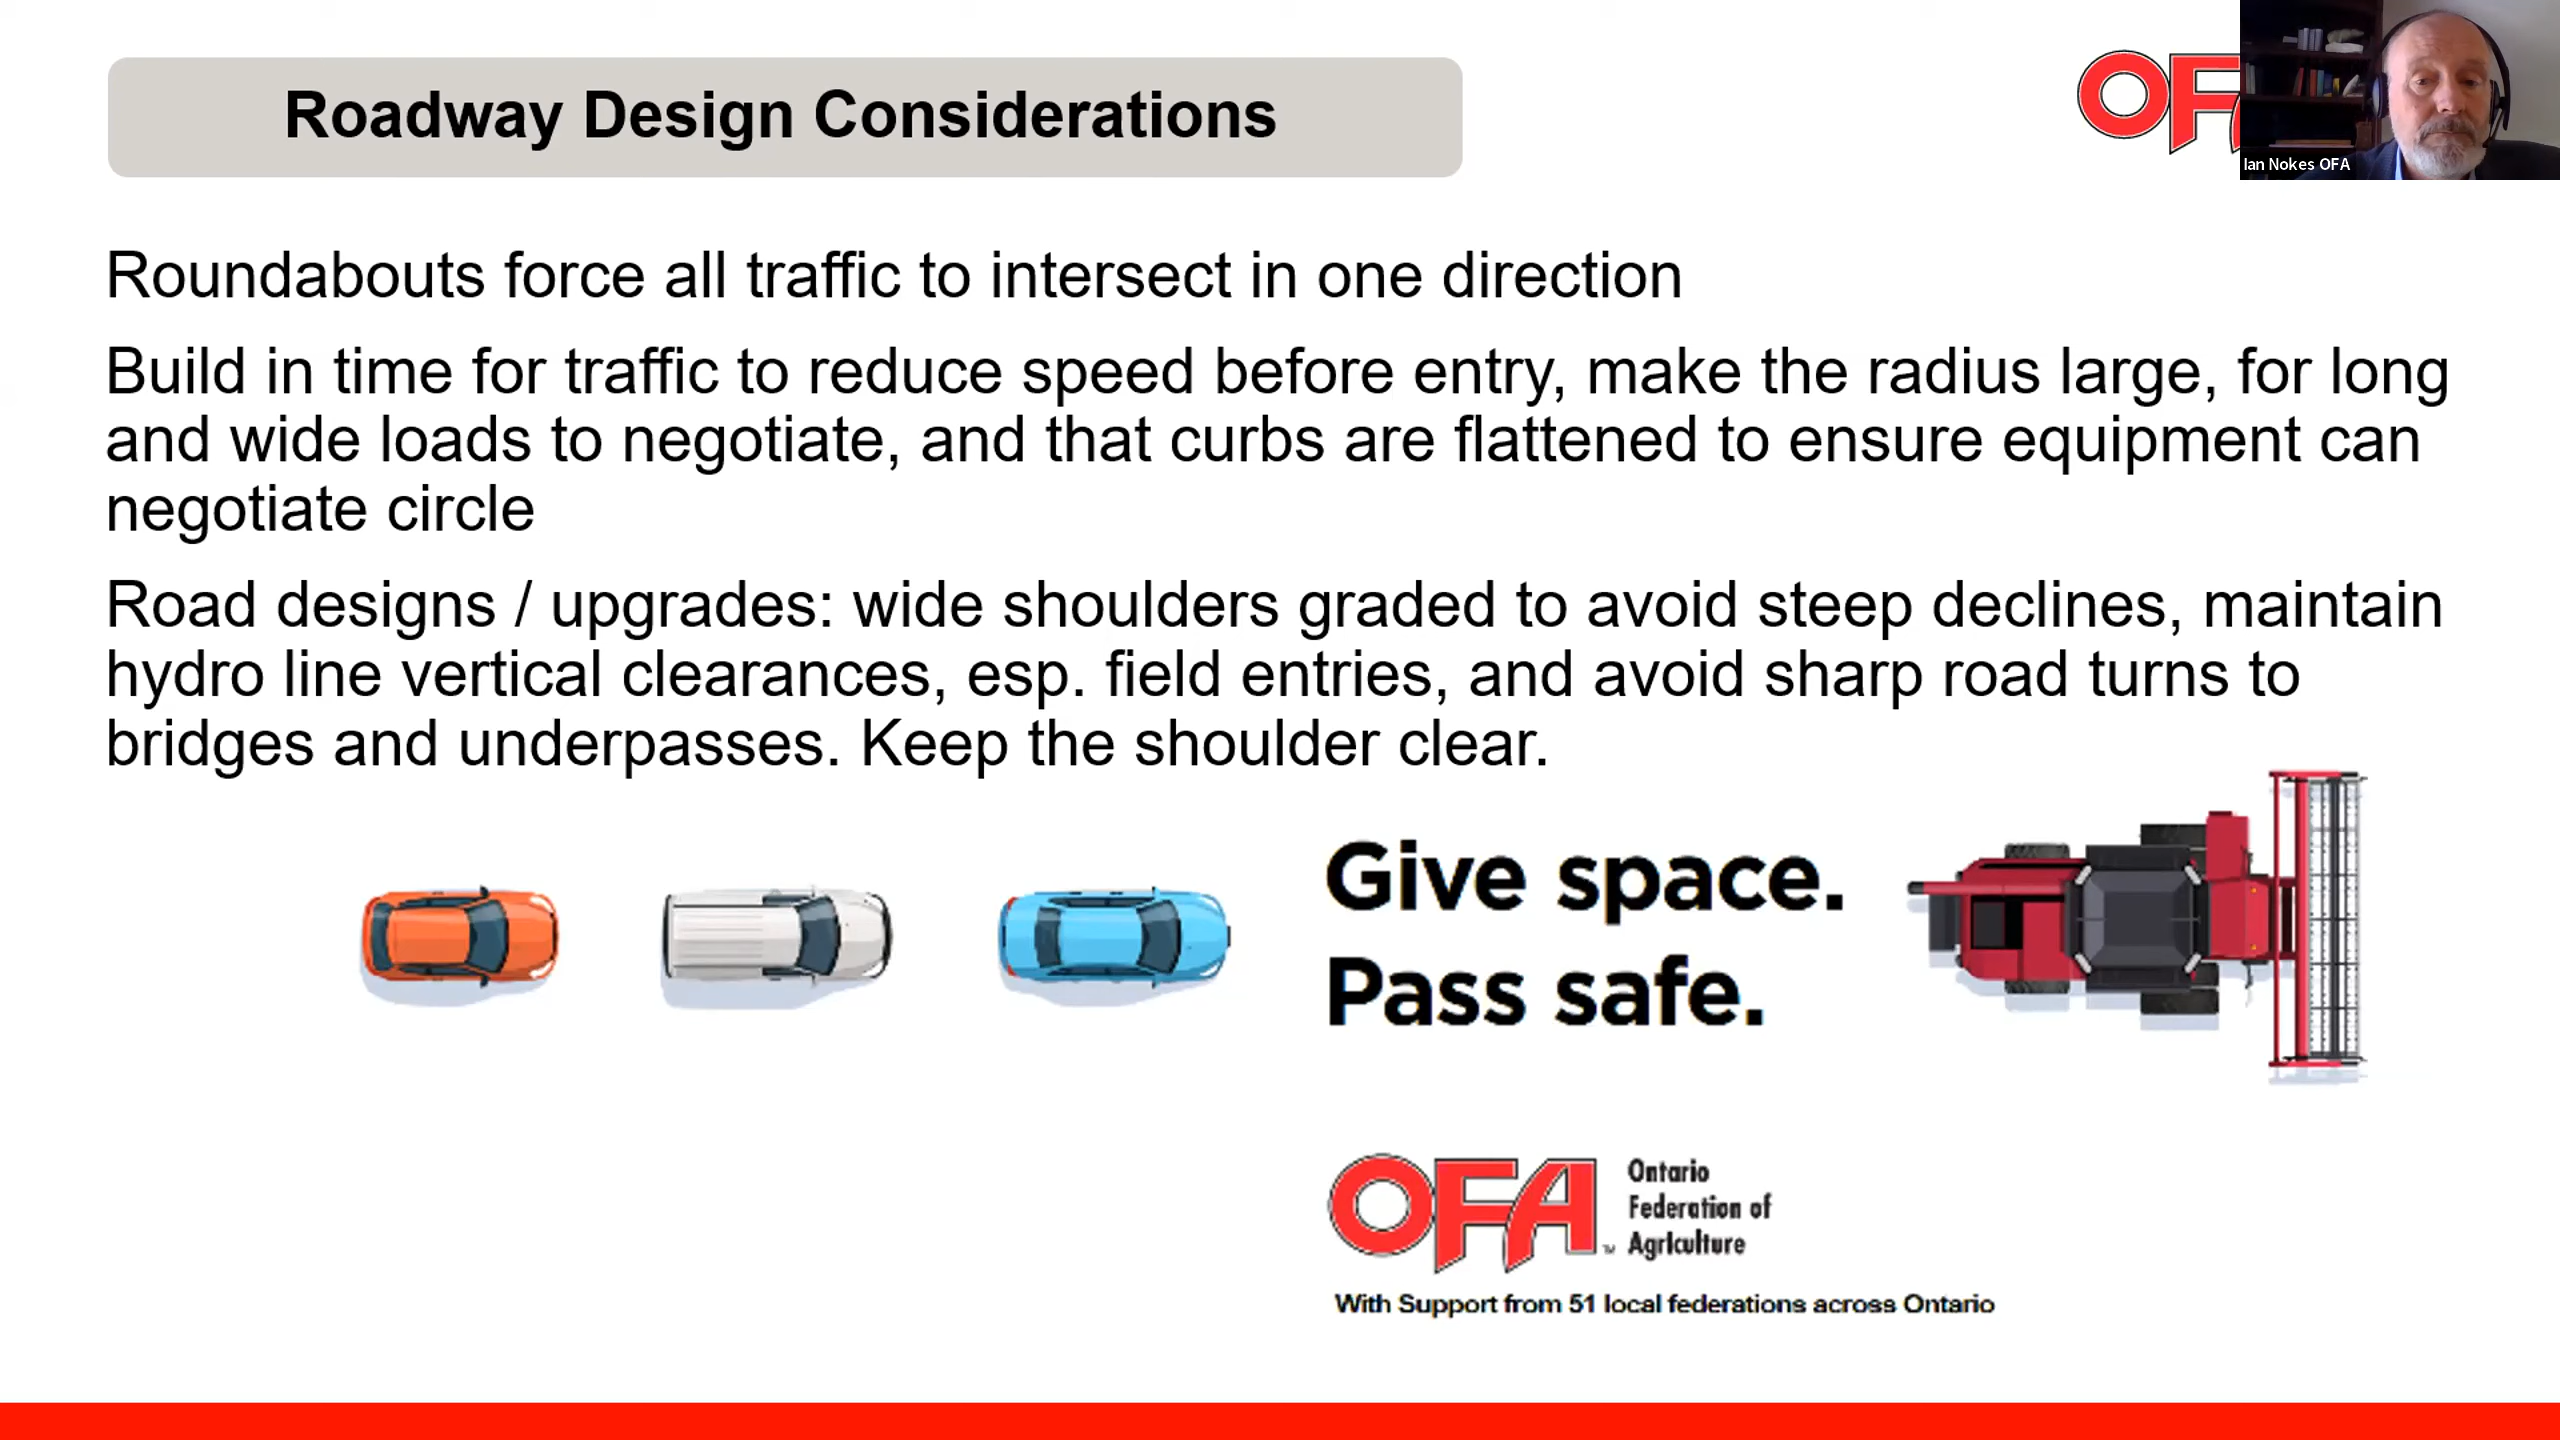 Roadway Design Considerations
OFA
Ian Nokes OFA
Roundabouts force all traffic to intersect in one direction
Build in time for traffic to reduce speed before entry, make the radius large, for long
and wide loads to negotiate, and that curbs are flattened to ensure equipment can
negotiate circle
Road designs / upgrades: wide shoulders graded to avoid steep declines, maintain
hydro line vertical clearances, esp. field entries, and avoid sharp road turns to
bridges and underpasses. Keep the shoulder clear.
Give space.
Pass safe.
OFA ™
Ontario
Federation of
Agriculture
With Support from 51 local federations across Ontario